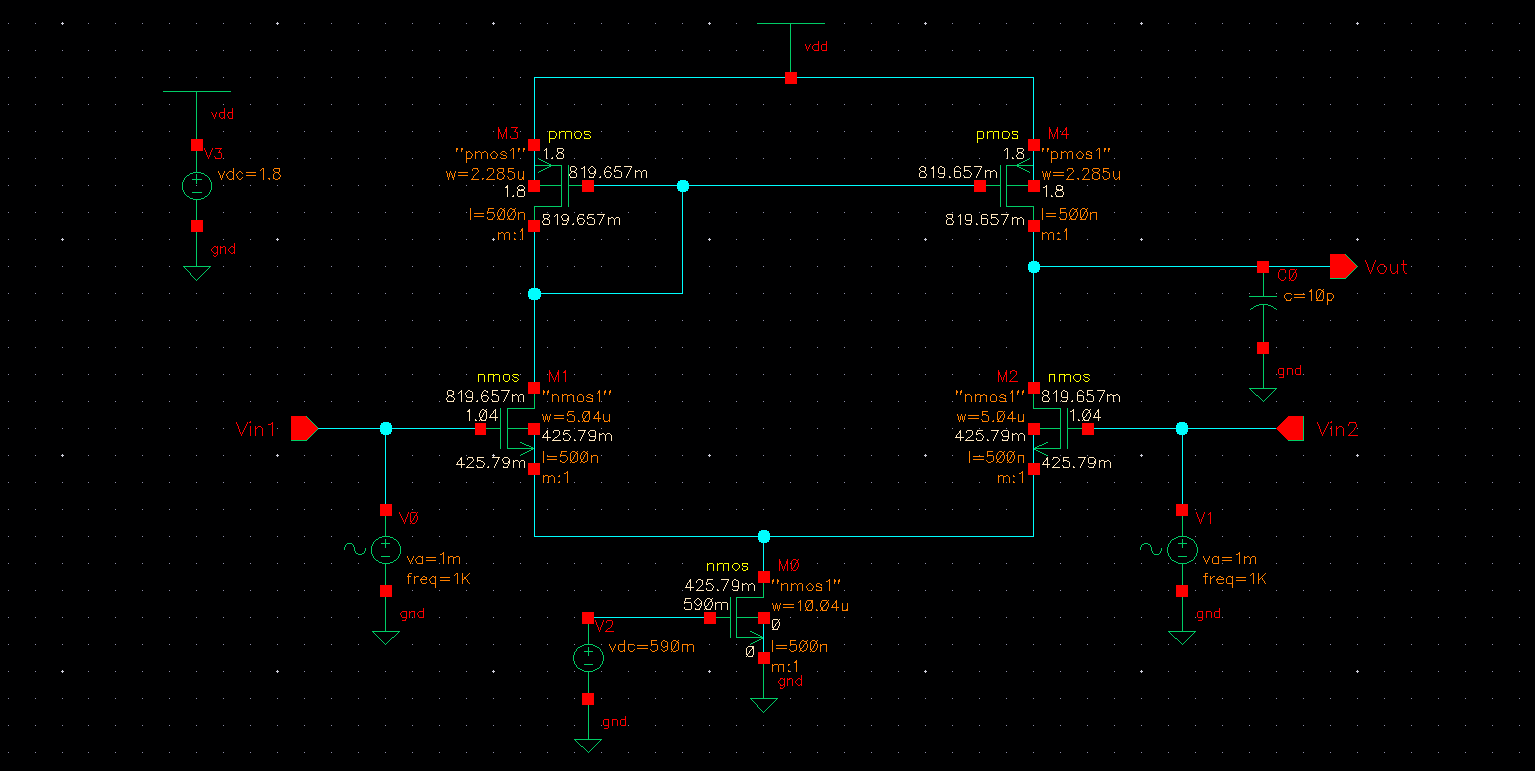 vdd
vdd
V3
vdc=1.8
gnd
M3
pmos
"pmos1"
1.8
w=2.285u
819.657m
1.8
l=500n
819.657m
m:1
pmos
M4
1.8
"pmos1"
819.657m
w=2.285u
1.8
819.657m
l=500n
m:1
Vout
C0
c=10p
gnd
nmos
M1
819.657m
"nmos1"
1.04
w=5.04u
425.79m
425.79m
l=500n
m:1
Vin1
M2
nmos
"nmos1"
819.657m
w=5.04u
1.04
425.79m
l=500n
425.79m
m:1
Vin2
V0
va=1m
freq=1K
gnd
V1
va=1m
freq=1K
gnd
nmos
M0
425.79m
"nmos1"
590m
w=10.04u
0
0
l=500n
m:1
gnd
V2
vdc=590m
gnd